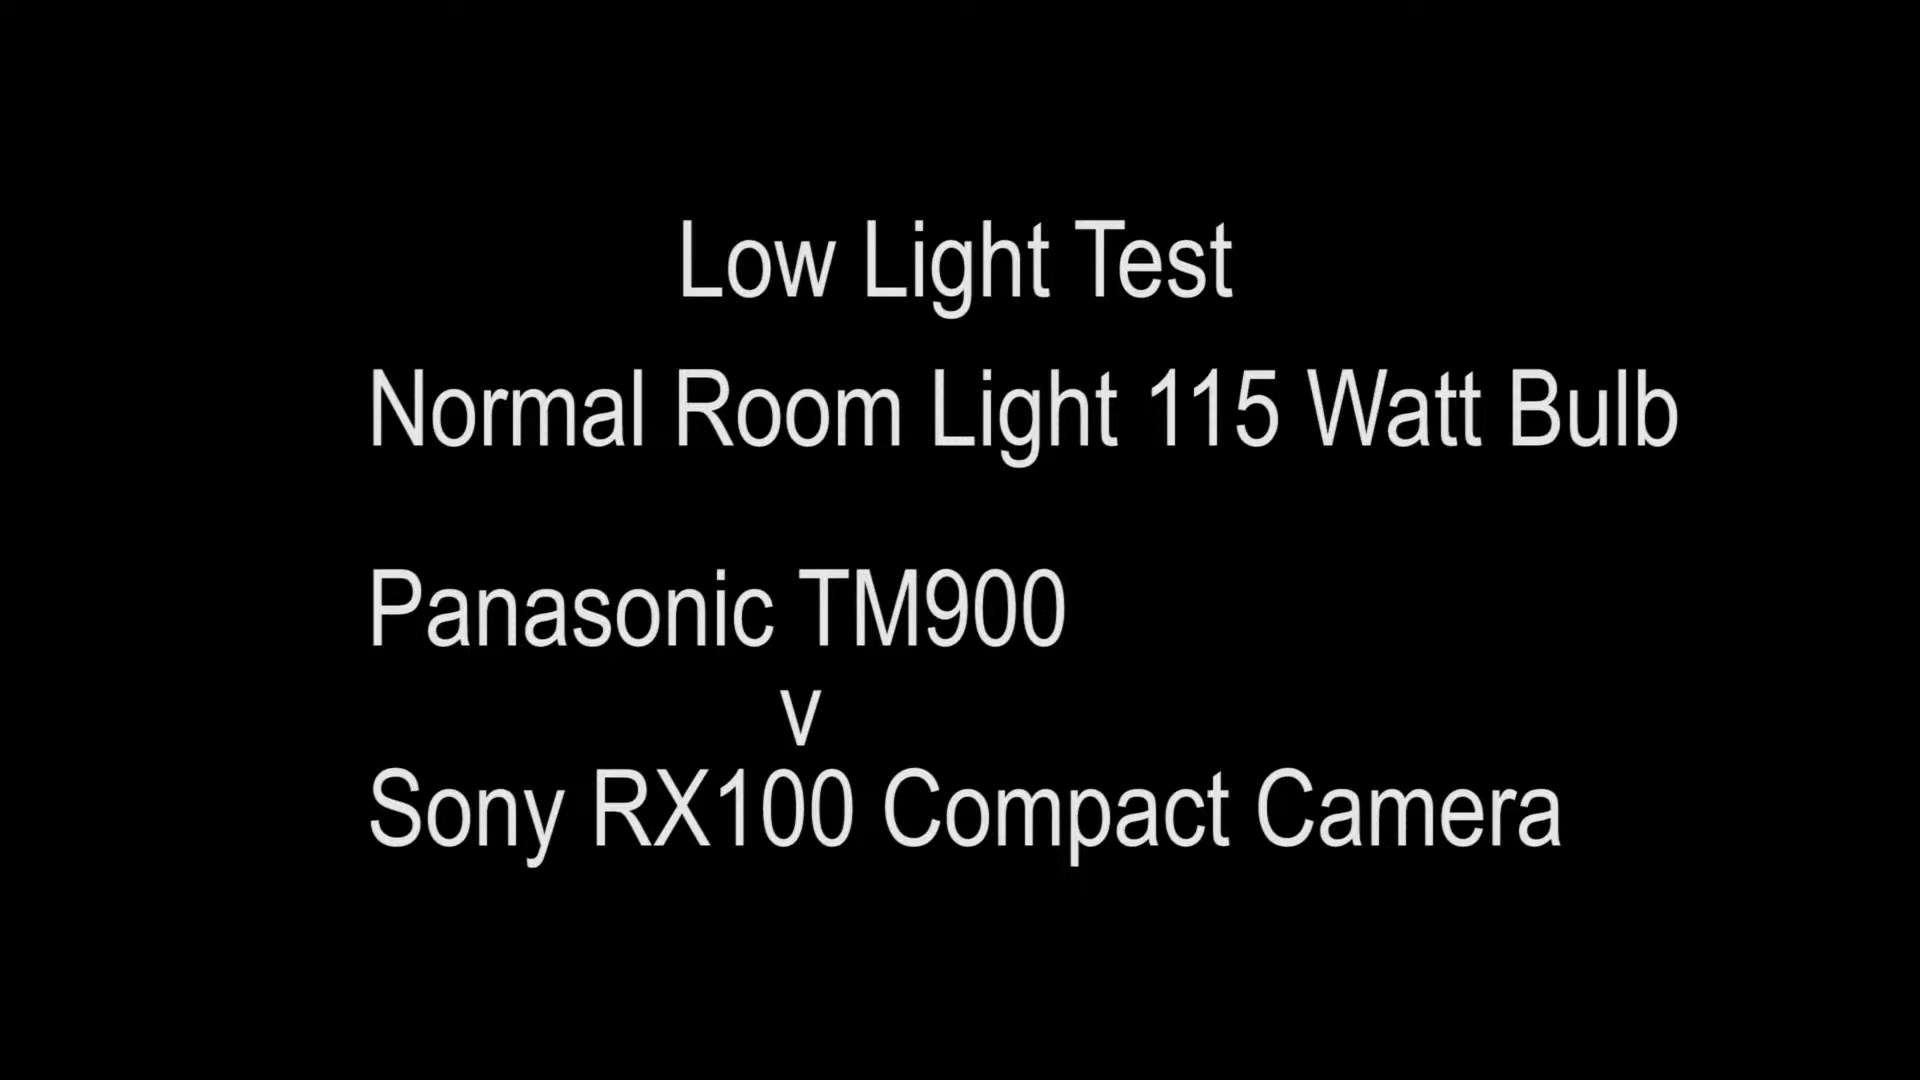 Low Light Test
Normal Room Light 115 Watt Bulb
Panasonic TM900
v
Sony RX100 Compact Camera